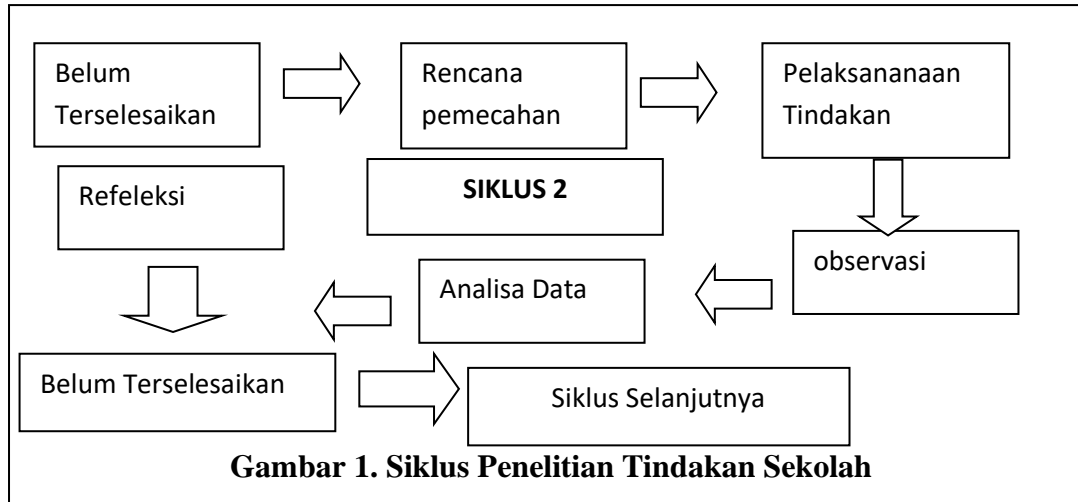 Belum
Terselesaikan
Rencana
pemecahan
Pelaksananaan
Tindakan
Refeleksi
SIKLUS 2
observasi
Analisa Data
Belum Terselesaikan
Siklus Selanjutnya
Gambar 1. Siklus Penelitian Tindakan Sekolah